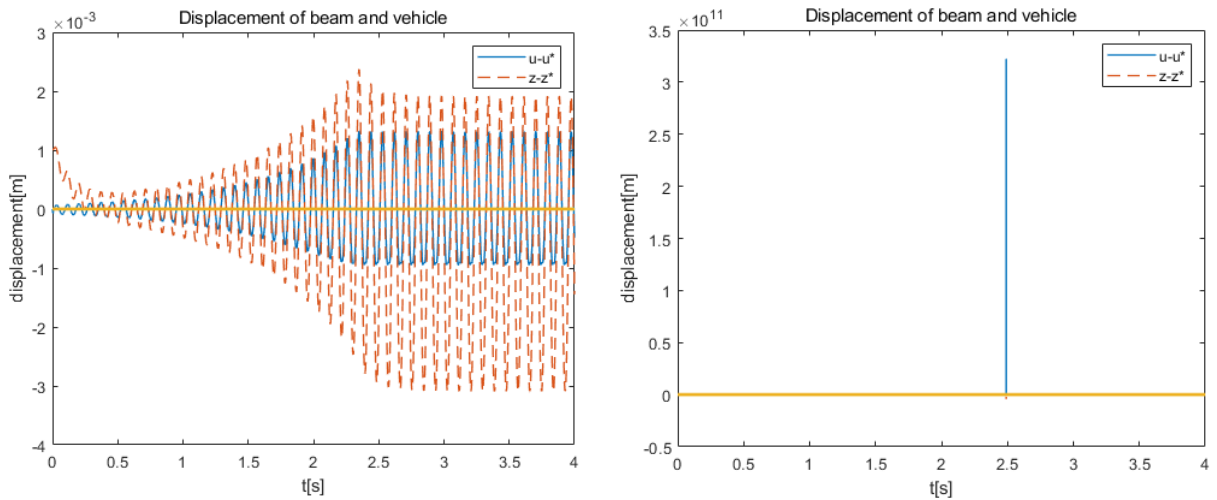 Displacement of beam and vehicle
×10⁻³
3
2
1
0
-1
-2
-3
-4
displacement[m]
u-u*
z-z*
0 0.5 1 1.5 2 2.5 3 3.5 4
t[s]
Displacement of beam and vehicle
×10¹¹
3.5
3
2.5
2
1.5
1
0.5
0
-0.5
displacement[m]
u-u*
z-z*
0 0.5 1 1.5 2 2.5 3 3.5 4
t[s]